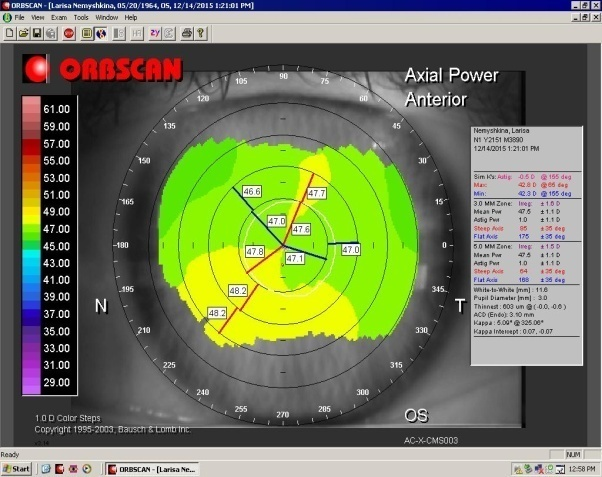 ORBSCAN - [Larisa Nemyshkina, 05/20/1964, OS, 12/14/2015 1:21:01 PM]
File View Exam Tools Window Help
ORBSCAN
Axial Power
Anterior
61.00
59.00
57.00
55.00
53.00
51.00
49.00
47.00
45.00
43.00
41.00
39.00
37.00
35.00
33.00
31.00
29.00
90
105
75
120
60
135
45
30
15
180
0
195
345
210
330
225
315
240
300
255
285
270
46.6
47.7
47.0
47.6
47.8
47.1
47.0
48.2
48.2
N
T
OS
Nemyshkina, Larisa
N1 Y2151 M3890
12/14/2015 1:21:01 PM
Sim K's: Astig: -0.5 D @ 155 deg
Max: 42.8 D @ 65 deg
Min: 42.3 D @ 155 deg
3.0 MM Zone: Irreg: ± 1.5 D
Mean Pwr 47.5 ± 1.1 D
Astig Pwr 1.0 ± 1.1 D
Steep Axis 85 ± 35 deg
Flat Axis 175 ± 35 deg
5.0 MM Zone: Irreg: ± 1.5 D
Mean Pwr 47.5 ± 1.1 D
Astig Pwr 1.0 ± 1.1 D
Steep Axis 64 ± 35 deg
Flat Axis 168 ± 35 deg
White-to-White [mm] : 11.6
Pupil Diameter [mm] : 3.0
Thinnest : 603 um @ (-0.0, -0.6 )
ACD (Endo): 3.10 mm
Kappa : 5.09° @ 325.06°
Kappa Intercept : 0.07, -0.07
1.0 D Color Steps
Copyright 1995-2003, Bausch & Lomb Inc.
AC-X-CMS003
Ready
NUM
Start
ORBSCAN - [Larisa Ne...
12:58 PM